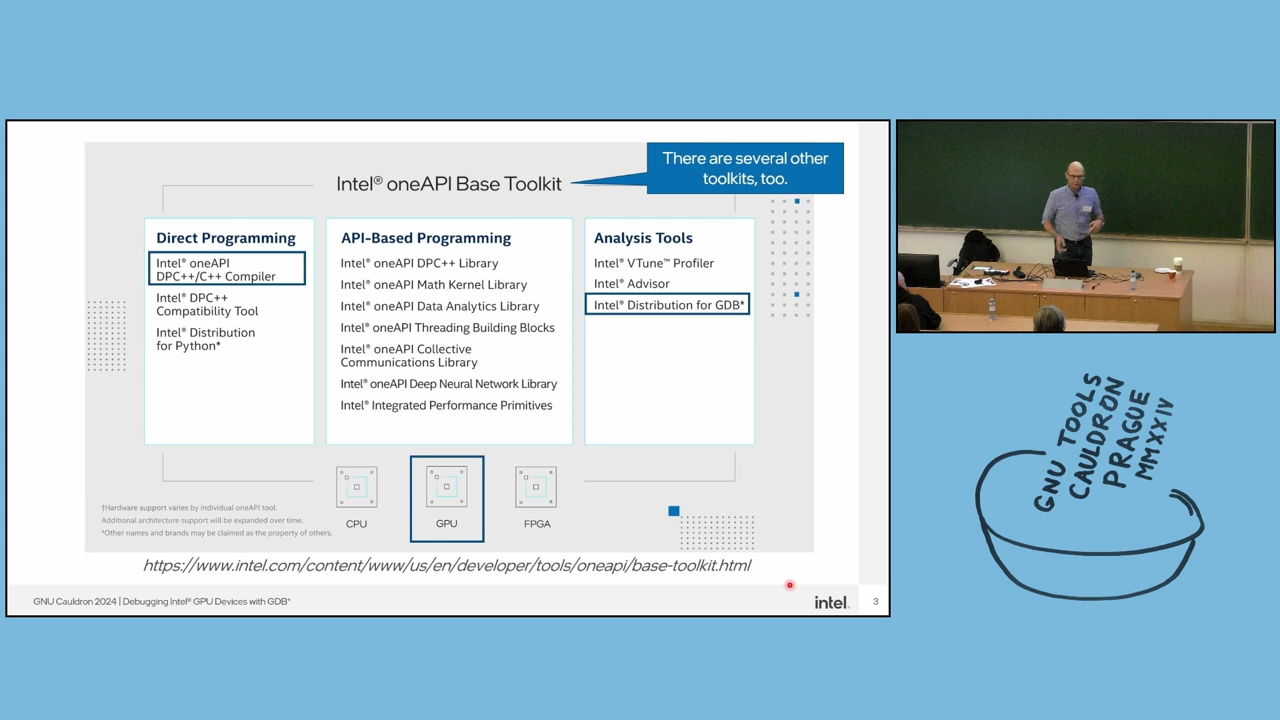 There are several other
toolkits, too.
Intel® oneAPI Base Toolkit
Direct Programming
Intel® oneAPI
DPC++/C++ Compiler
Intel® DPC++
Compatibility Tool
Intel® Distribution
for Python*
API-Based Programming
Intel® oneAPI DPC++ Library
Intel® oneAPI Math Kernel Library
Intel® oneAPI Data Analytics Library
Intel® oneAPI Threading Building Blocks
Intel® oneAPI Collective
Communications Library
Intel® oneAPI Deep Neural Network Library
Intel® Integrated Performance Primitives
Analysis Tools
Intel® VTune™ Profiler
Intel® Advisor
Intel® Distribution for GDB*
CPU
GPU
FPGA
†Hardware support varies by individual oneAPI tool.
Additional architecture support will be expanded over time.
*Other names and brands may be claimed as the property of others.
https://www.intel.com/content/www/us/en/developer/tools/oneapi/base-toolkit.html
GNU Cauldron 2024 | Debugging Intel® GPU Devices with GDB*
intel.
3
GNU TOOLS
CAULDRON
PRAGUE
MMXXIV